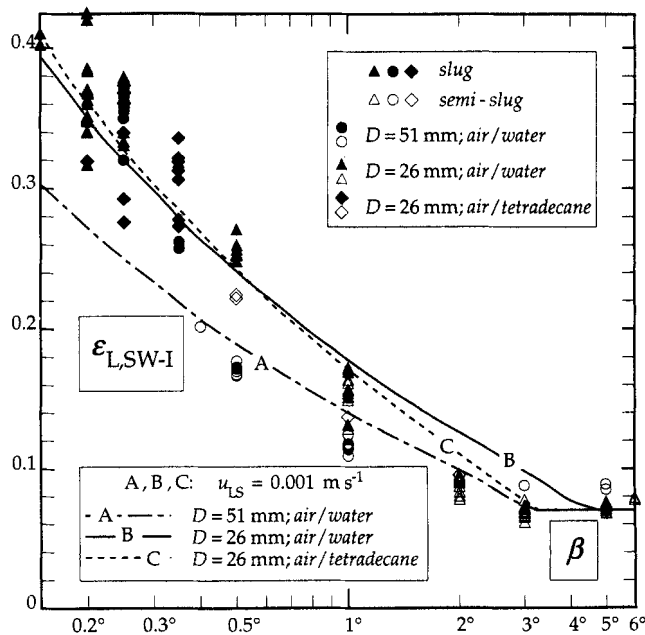 0.4
0.3
0.2
0.1
0
slug
semi-slug
D = 51 mm; air/water
D = 26 mm; air/water
D = 26 mm; air/tetradecane
εL,SW-I
A
B
C
A, B, C: uLS = 0.001 m s-1
A D = 51 mm; air/water
B D = 26 mm; air/water
C D = 26 mm; air/tetradecane
β
0.2° 0.3° 0.5° 1° 2° 3° 4° 5° 6°